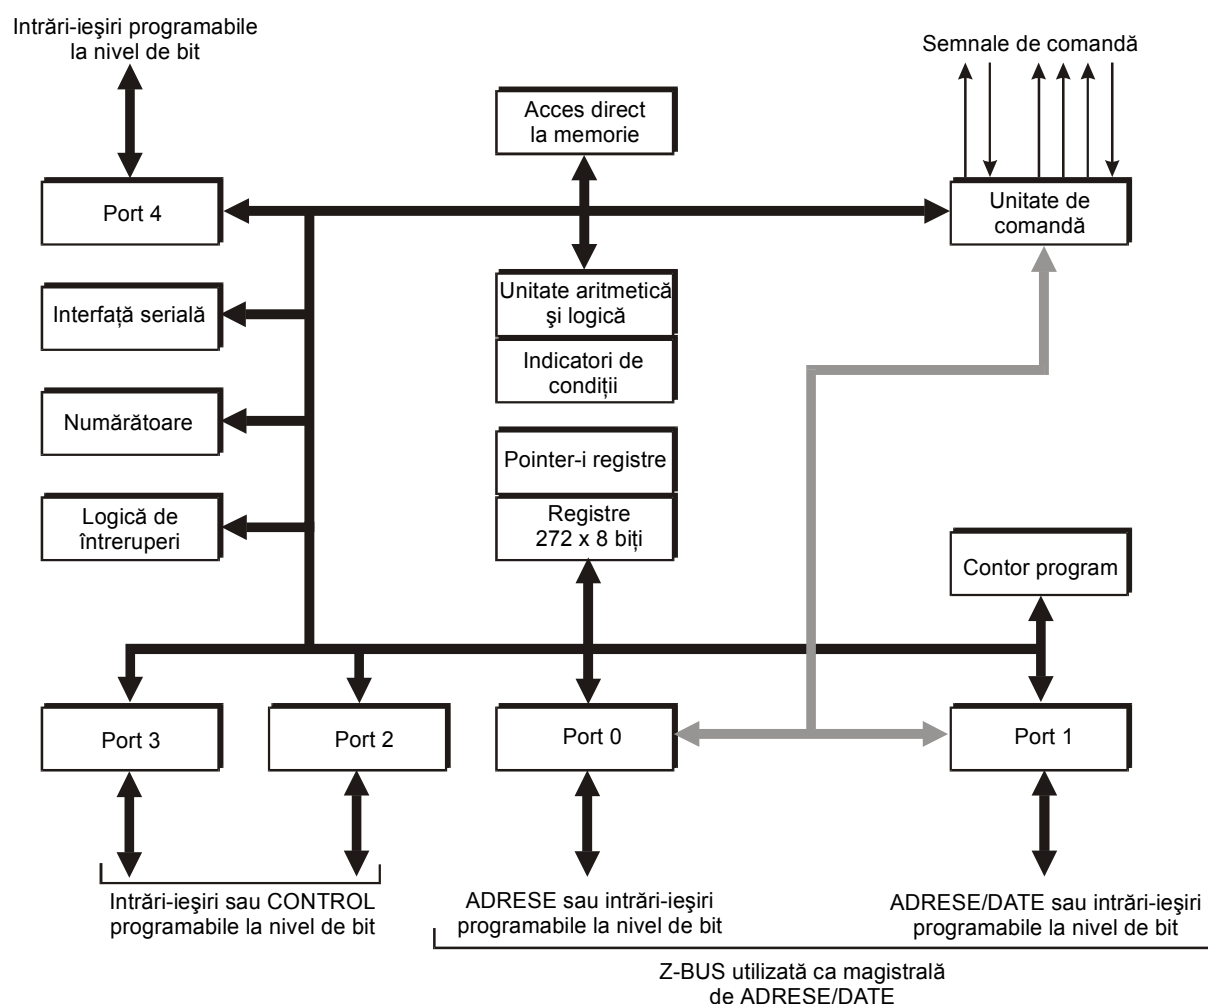 Intrări-ieşiri programabile
la nivel de bit
Semnale de comandă
Acces direct
la memorie
Port 4
Unitate de
comandă
Interfață serială
Unitate aritmetică
şi logică
Indicatori de
condiții
Numărătoare
Pointer-i registre
Logică de
întreruperi
Registre
272 x 8 biți
Contor program
Port 3
Port 2
Port 0
Port 1
Intrări-ieşiri sau CONTROL
programabile la nivel de bit
ADRESE sau intrări-ieşiri
programabile la nivel de bit
ADRESE/DATE sau intrări-ieşiri
programabile la nivel de bit
Z-BUS utilizată ca magistrală
de ADRESE/DATE